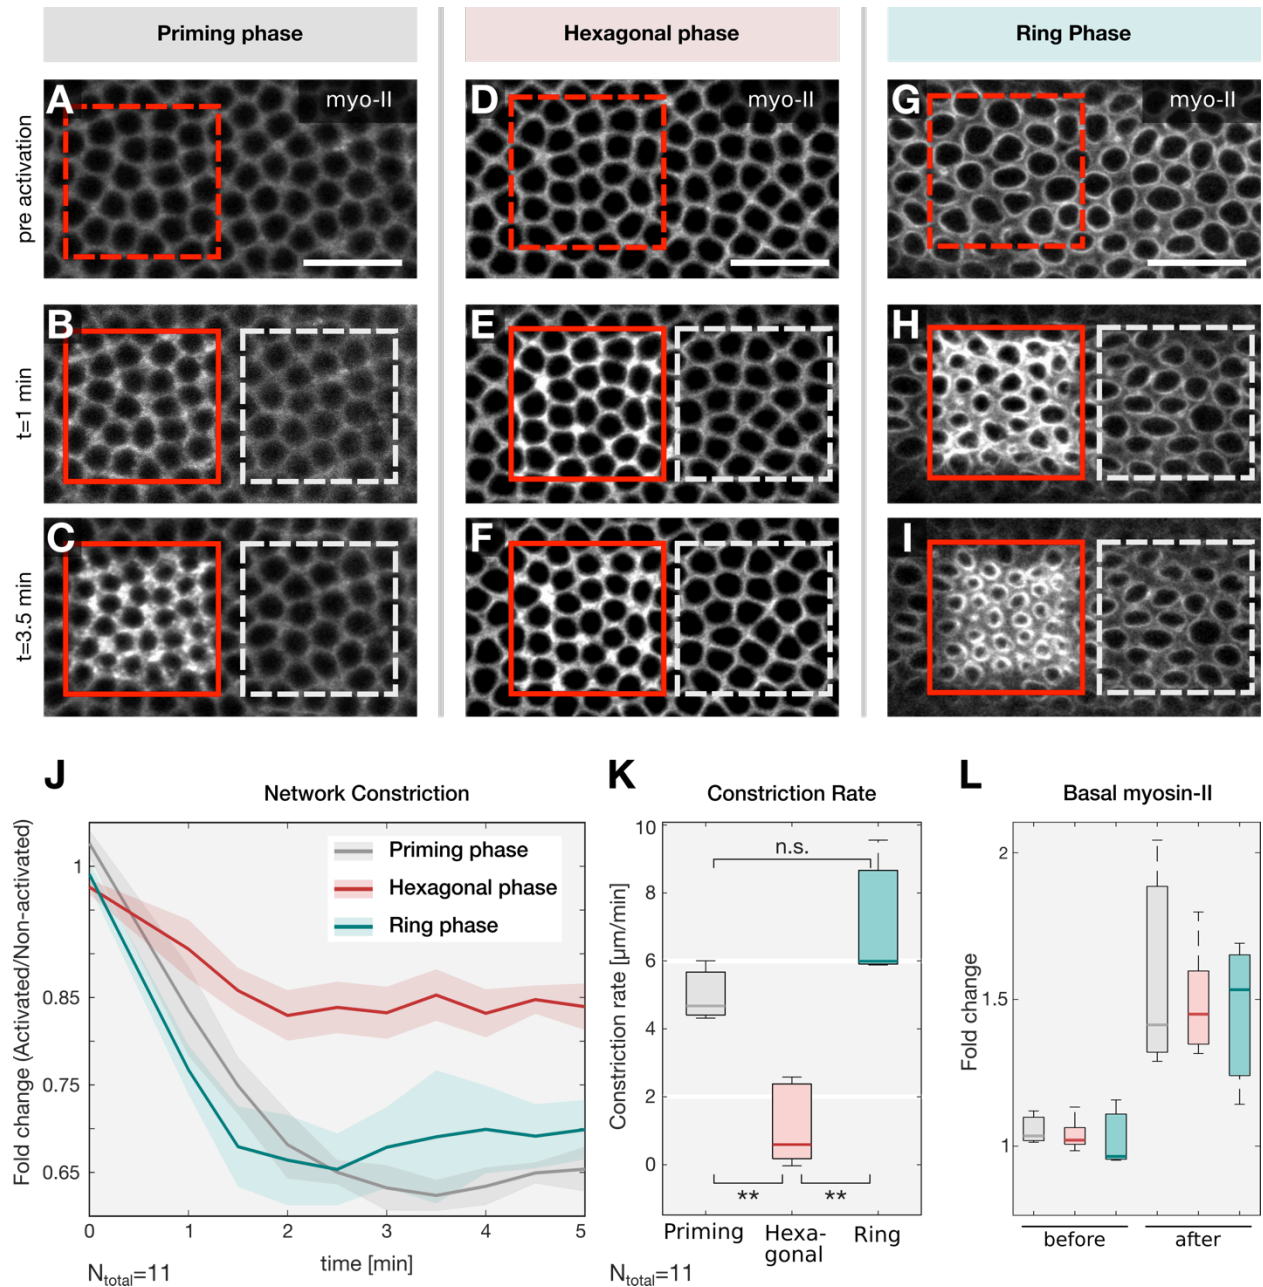 Priming phase
Hexagonal phase
Ring Phase
pre activation
A
myo-II
D
myo-II
G
myo-II
t=1 min
B
E
H
t=3.5 min
C
F
I
J
Network Constriction
Fold change (Activated/Non-activated)
1
0.85
0.75
0.65
Priming phase
Hexagonal phase
Ring phase
0 1 2 3 4 5
time [min]
N_total=11
K
Constriction Rate
Constriction rate [µm/min]
10
8
6
4
2
0
n.s.
** **
Priming Hexa-
gonal Ring
N_total=11
L
Basal myosin-II
Fold change
2
1.5
1
before after